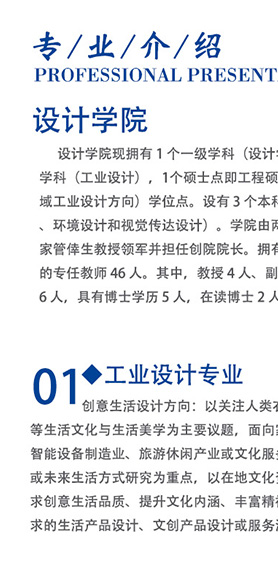 专/业/介/绍
PROFESSIONAL PRESENT
设计学院
设计学院现拥有1个一级学科（设计
学科（工业设计），1个硕士点即工程硕
域工业设计方向）学位点。设有3个本科
、环境设计和视觉传达设计）。学院由
家管倖生教授领军并担任创院院长。拥有
的专任教师46人。其中，教授4人、副
6人，具有博士学历5人，在读博士2人
01◆工业设计专业
创意生活设计方向：以关注人类
等生活文化与生活美学为主要议题，面向
智能设备制造业、旅游休闲产业或文化服
或未来生活方式研究为重点，以在地文化
求创意生活品质、提升文化内涵、丰富精
求的生活产品设计、文创产品设计或服务